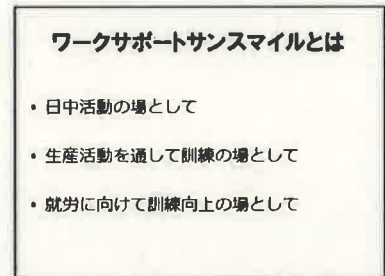 ワークサポートサンスマイルとは
・日中活動の場として
・生産活動を通して訓練の場として
・就労に向けて訓練向上の場として